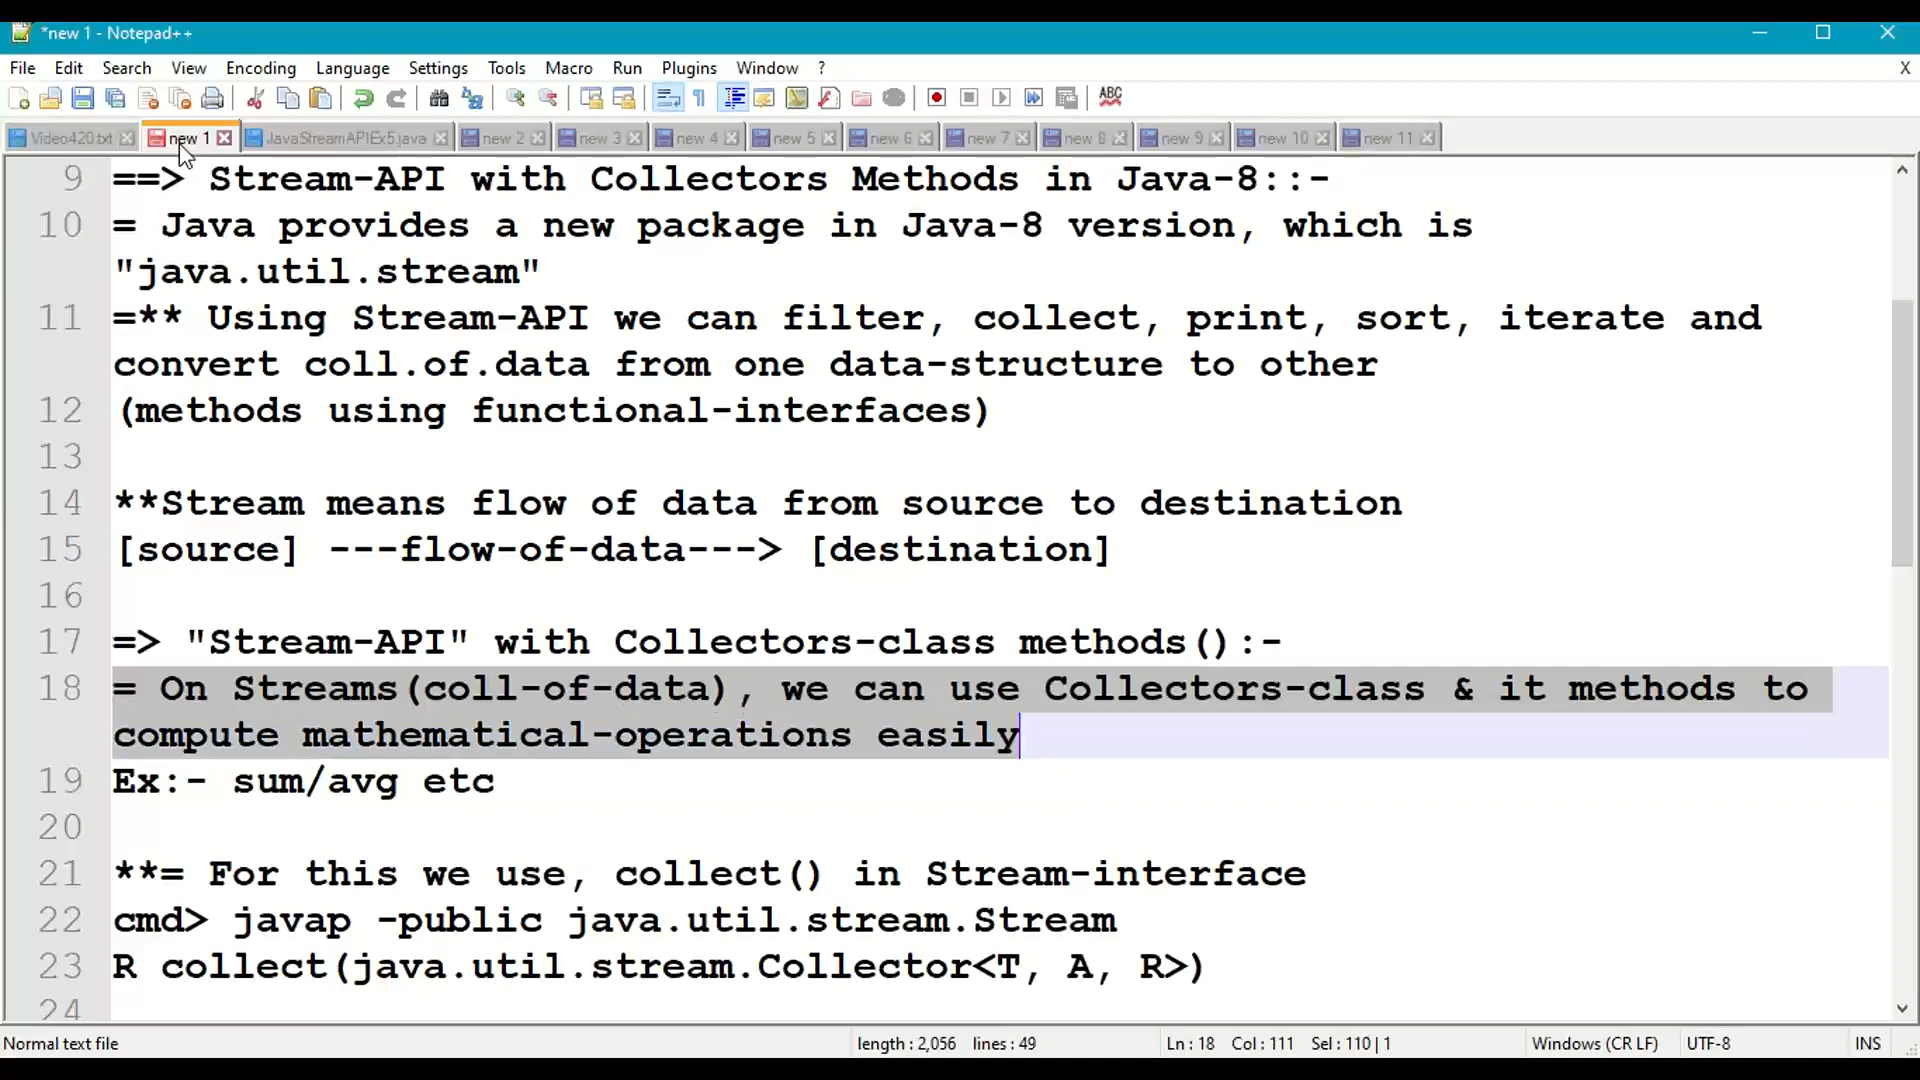 *new 1 - Notepad++
File Edit Search View Encoding Language Settings Tools Macro Run Plugins Window ? X
ABC
Video420.txt new 1 JavaStreamAPIEx5.java new 2 new 3 new 4 new 5 new 6 new 7 new 8 new 9 new 10 new 11
9 ==> Stream-API with Collectors Methods in Java-8::-
10 = Java provides a new package in Java-8 version, which is
"java.util.stream"
11 =** Using Stream-API we can filter, collect, print, sort, iterate and
convert coll.of.data from one data-structure to other
12 (methods using functional-interfaces)
13
14 **Stream means flow of data from source to destination
15 [source] ---flow-of-data---> [destination]
16
17 => "Stream-API" with Collectors-class methods():-
18 = On Streams(coll-of-data), we can use Collectors-class & it methods to
compute mathematical-operations easily
19 Ex:- sum/avg etc
20
21 **= For this we use, collect() in Stream-interface
22 cmd> javap -public java.util.stream.Stream
23 R collect(java.util.stream.Collector<T, A, R>)
24
Normal text file length : 2,056 lines : 49 Ln : 18 Col : 111 Sel : 110 | 1 Windows (CR LF) UTF-8 INS